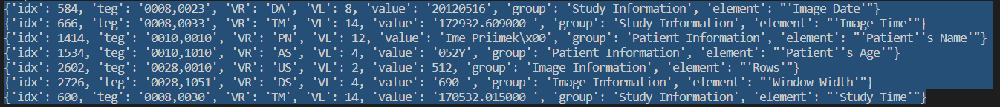 {'idx': 584, 'teg': '0008,0023', 'VR': 'DA', 'VL': 8, 'value': '20120516', 'group': 'Study Information', 'element': "'Image Date'"}
{'idx': 666, 'teg': '0008,0033', 'VR': 'TM', 'VL': 14, 'value': '172932.609000 ', 'group': 'Study Information', 'element': "'Image Time'"}
{'idx': 1414, 'teg': '0010,0010', 'VR': 'PN', 'VL': 12, 'value': 'Ime Priimek\x00', 'group': 'Patient Information', 'element': "'Patient''s Name'"}
{'idx': 1534, 'teg': '0010,1010', 'VR': 'AS', 'VL': 4, 'value': '052Y', 'group': 'Patient Information', 'element': "'Patient''s Age'"}
{'idx': 2602, 'teg': '0028,0010', 'VR': 'US', 'VL': 2, 'value': 512, 'group': 'Image Information', 'element': "'Rows'"}
{'idx': 2726, 'teg': '0028,1051', 'VR': 'DS', 'VL': 4, 'value': '690 ', 'group': 'Image Information', 'element': "'Window Width'"}
{'idx': 600, 'teg': '0008,0030', 'VR': 'TM', 'VL': 14, 'value': '170532.015000 ', 'group': 'Study Information', 'element': "'Study Time'"}